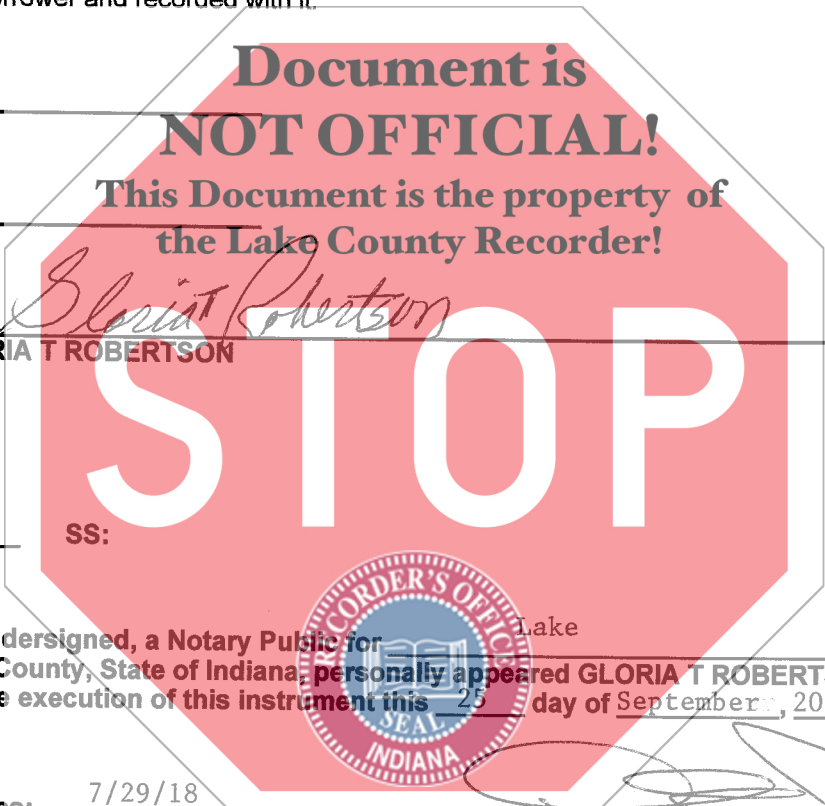 rrower and recorded with it.
Document is
NOT OFFICIAL!
This Document is the property of
the Lake County Recorder!
Gloria T Robertson
RIA T ROBERTSON
STOP
SS:
dersigned, a Notary Public for Lake
County, State of Indiana, personally appeared GLORIA T ROBERT
e execution of this instrument this 25 day of September, 20
RECORDER'S OFFICE
SEAL
INDIANA
7/29/18